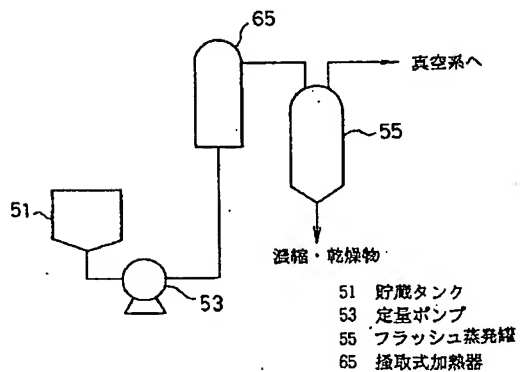 65
真空系へ
55
51
53
濃縮・乾燥物
51 貯蔵タンク
53 定量ポンプ
55 フラッシュ蒸発罐
65 掻取式加熱器